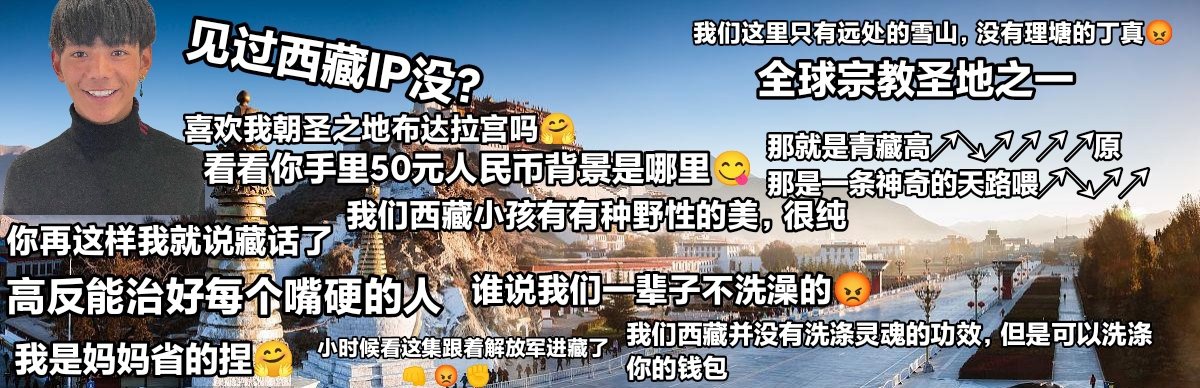 见过西藏IP没?
我们这里只有远处的雪山，没有理塘的丁真😡
全球宗教圣地之一
喜欢我朝圣之地布达拉宫吗🤗
看看你手里50元人民币背景是哪里😋
那就是青藏高↗↘↗↗↗↗原
那是一条神奇的天路喂↗↘↗↗
我们西藏小孩有有种野性的美，很纯
你再这样我就说藏话了
高反能治好每个嘴硬的人
谁说我们一辈子不洗澡的😡
我是妈妈省的捏🤗
小时候看这集跟着解放军进藏了
👊😡✊
我们西藏并没有洗涤灵魂的功效，但是可以洗涤
你的钱包